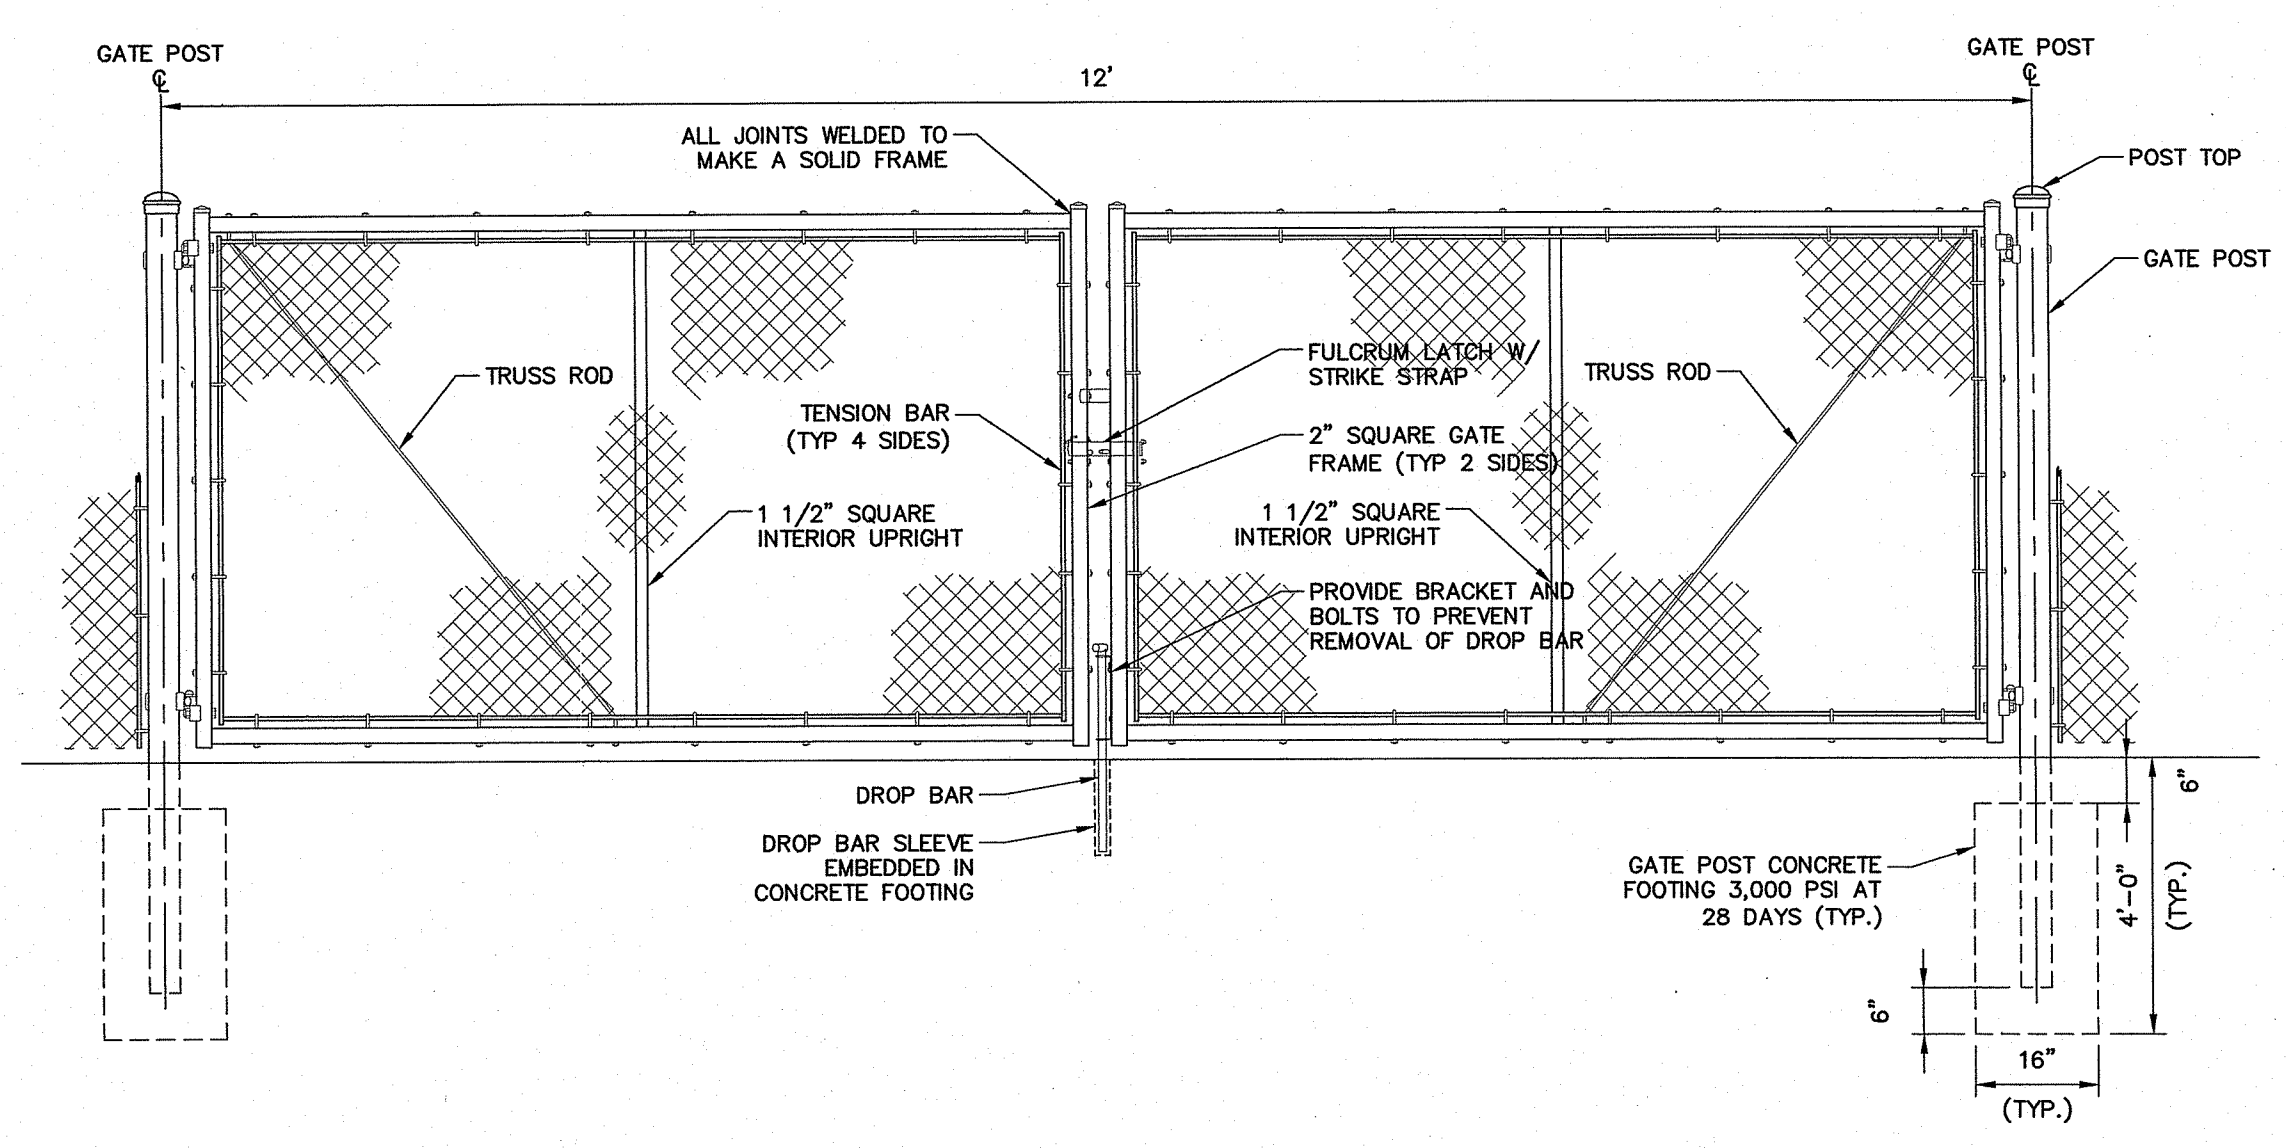 GATE POST
℄
GATE POST
℄
12'
ALL JOINTS WELDED TO
MAKE A SOLID FRAME
POST TOP
GATE POST
FULCRUM LATCH W/
STRIKE STRAP
TRUSS ROD
TRUSS ROD
TENSION BAR
(TYP 4 SIDES)
2" SQUARE GATE
FRAME (TYP 2 SIDES)
1 1/2" SQUARE
INTERIOR UPRIGHT
1 1/2" SQUARE
INTERIOR UPRIGHT
PROVIDE BRACKET AND
BOLTS TO PREVENT
REMOVAL OF DROP BAR
DROP BAR
6"
DROP BAR SLEEVE
EMBEDDED IN
CONCRETE FOOTING
GATE POST CONCRETE
FOOTING 3,000 PSI AT
28 DAYS (TYP.)
4'-0"
(TYP.)
6"
16"
(TYP.)